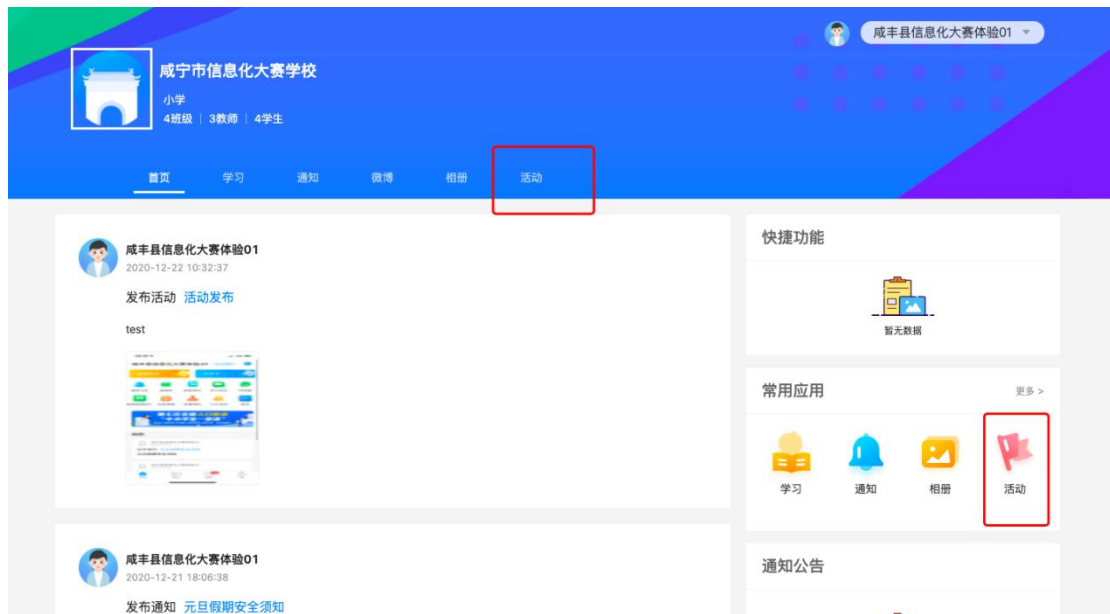 咸丰县信息化大赛体验01
咸宁市信息化大赛学校
小学
4班级 | 3教师 | 4学生
首页 学习 通知 微博 相册 活动
咸丰县信息化大赛体验01
2020-12-22 10:32:37
发布活动 活动发布
test
快捷功能
暂无数据
常用应用 更多 >
学习 通知 相册 活动
咸丰县信息化大赛体验01
2020-12-21 18:06:38
发布通知 元旦假期安全须知
通知公告